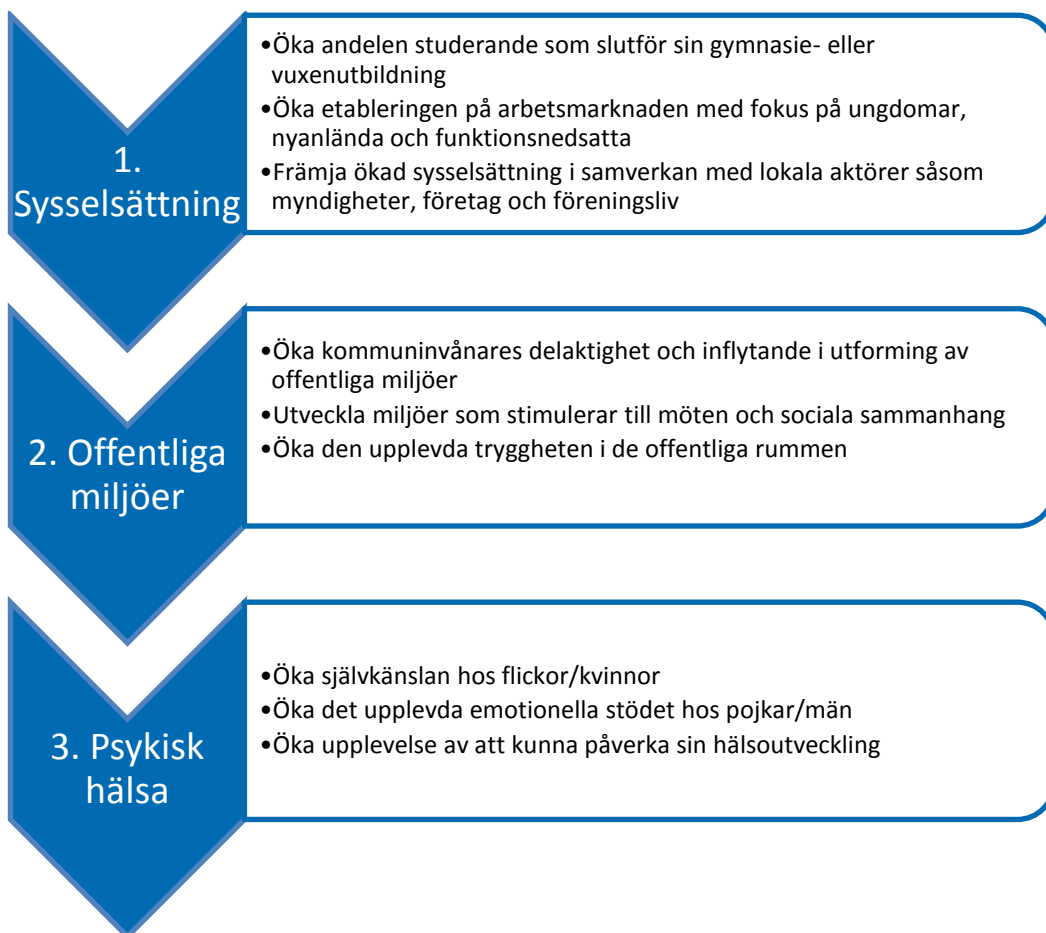 1.
Sysselsättning
•Öka andelen studerande som slutför sin gymnasie- eller
vuxenutbildning
•Öka etableringen på arbetsmarknaden med fokus på ungdomar,
nyanlända och funktionsnedsatta
•Främja ökad sysselsättning i samverkan med lokala aktörer såsom
myndigheter, företag och föreningsliv
2. Offentliga
miljöer
•Öka kommuninvånares delaktighet och inflytande i utforming av
offentliga miljöer
•Utveckla miljöer som stimulerar till möten och sociala sammanhang
•Öka den upplevda tryggheten i de offentliga rummen
3. Psykisk
hälsa
•Öka självkänslan hos flickor/kvinnor
•Öka det upplevda emotionella stödet hos pojkar/män
•Öka upplevelse av att kunna påverka sin hälsoutveckling